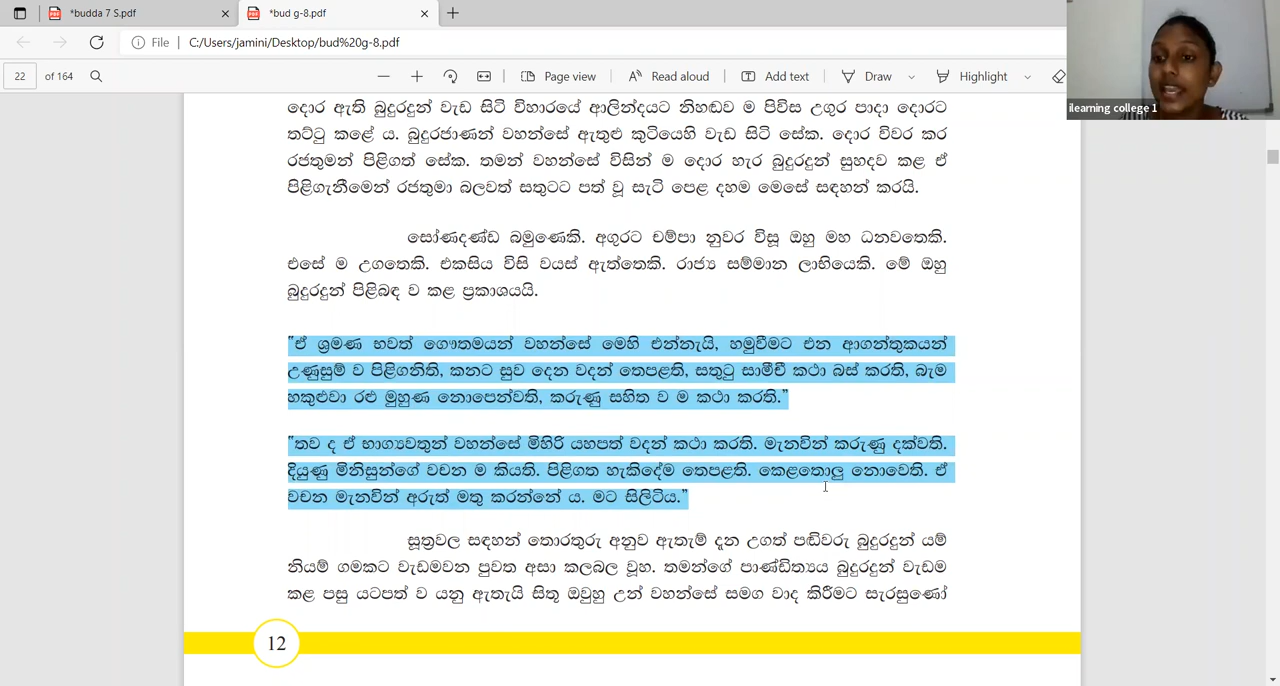 *budda 7 S.pdf
*bud g-8.pdf
File
C:/Users/jamini/Desktop/bud%20g-8.pdf
22 of 164
Page view
Read aloud
Add text
Draw
Highlight
ilearning college 1
දොර ඇති බුදුරදුන් වැඩ සිටි විහාරයේ ආලින්දයට නිහඬව ම පිවිස උගුර පාදා දොරට
තට්ටු කළේ ය. බුදුරජාණන් වහන්සේ ඇතුළු කුටියෙහි වැඩ සිටි සේක. දොර විවර කර
රජතුමන් පිළිගත් සේක. තමන් වහන්සේ විසින් ම දොර හැර බුදුරදුන් සුහදව කළ ඒ
පිළිගැනීමෙන් රජතුමා බලවත් සතුටට පත් වූ සැටි පෙළ දහම මෙසේ සඳහන් කරයි.
සෝණදණ්ඩ බමුණෙකි. අගුරට චම්පා නුවර විසූ ඔහු මහ ධනවතෙකි.
එසේ ම උගතෙකි. එකසිය විසි වයස් ඇත්තෙකි. රාජ්‍ය සම්මාන ලාභියෙකි. මේ ඔහු
බුදුරදුන් පිළිබඳ ව කළ ප්‍රකාශයයි.
"ඒ ශ්‍රමණ භවත් ගෞතමයන් වහන්සේ මෙහි එන්නැයි, හමුවීමට එන ආගන්තුකයන්
උණුසුම් ව පිළිගනිති, කනට සුව දෙන වදන් තෙපළති, සතුටු සාමීචි කථා බස් කරති, බැම
හකුළුවා රළු මුහුණ නොපෙන්වති, කරුණු සහිත ව ම කථා කරති."
"තව ද ඒ භාග්‍යවතුන් වහන්සේ මිහිරි යහපත් වදන් කථා කරති. මැනවින් කරුණු දක්වති.
දියුණු මිනිසුන්ගේ වචන ම කියති. පිළිගත හැකිදේම තෙපළති. කෙළතොලු නොවෙති. ඒ
වචන මැනවින් අරුත් මතු කරන්නේ ය. මට සිලිටිය."
සූත්‍රවල සඳහන් තොරතුරු අනුව ඇතැම් දැන උගත් පඬිවරු බුදුරදුන් යම්
නියම් ගමකට වැඩමවන පුවත අසා කලබල වූහ. තමන්ගේ පාණ්ඩිත්‍යය බුදුරදුන් වැඩම
කළ පසු යටපත් ව යනු ඇතැයි සිතූ ඔවුහු උන් වහන්සේ සමග වාද කිරීමට සැරසුණෝ
12